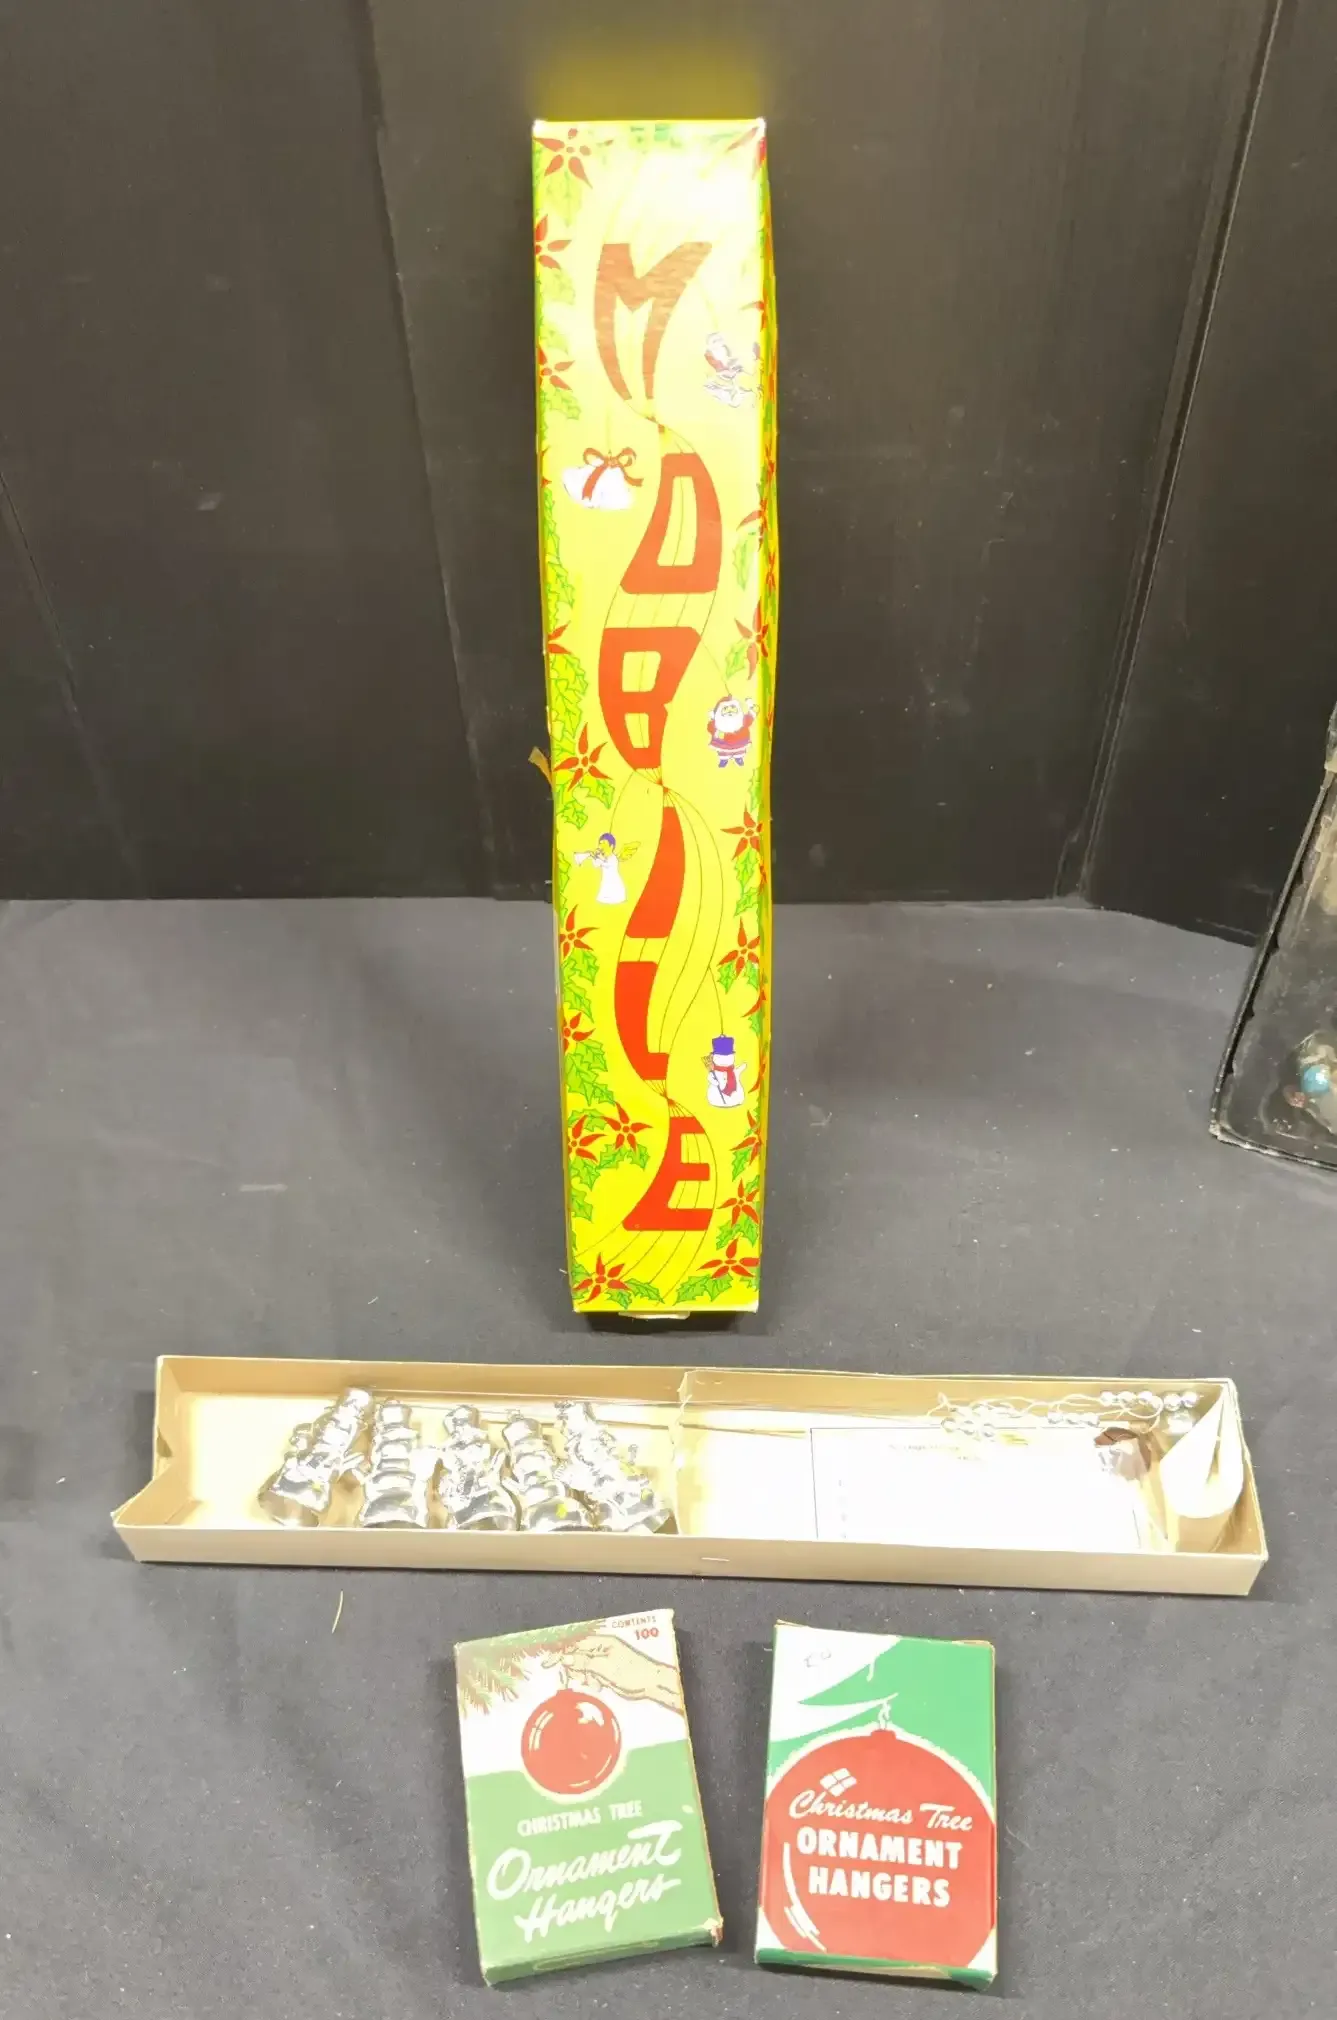 MOBILE
CONTENTS
100
CHRISTMAS TREE
Ornament
Hangers
Christmas Tree
ORNAMENT
HANGERS